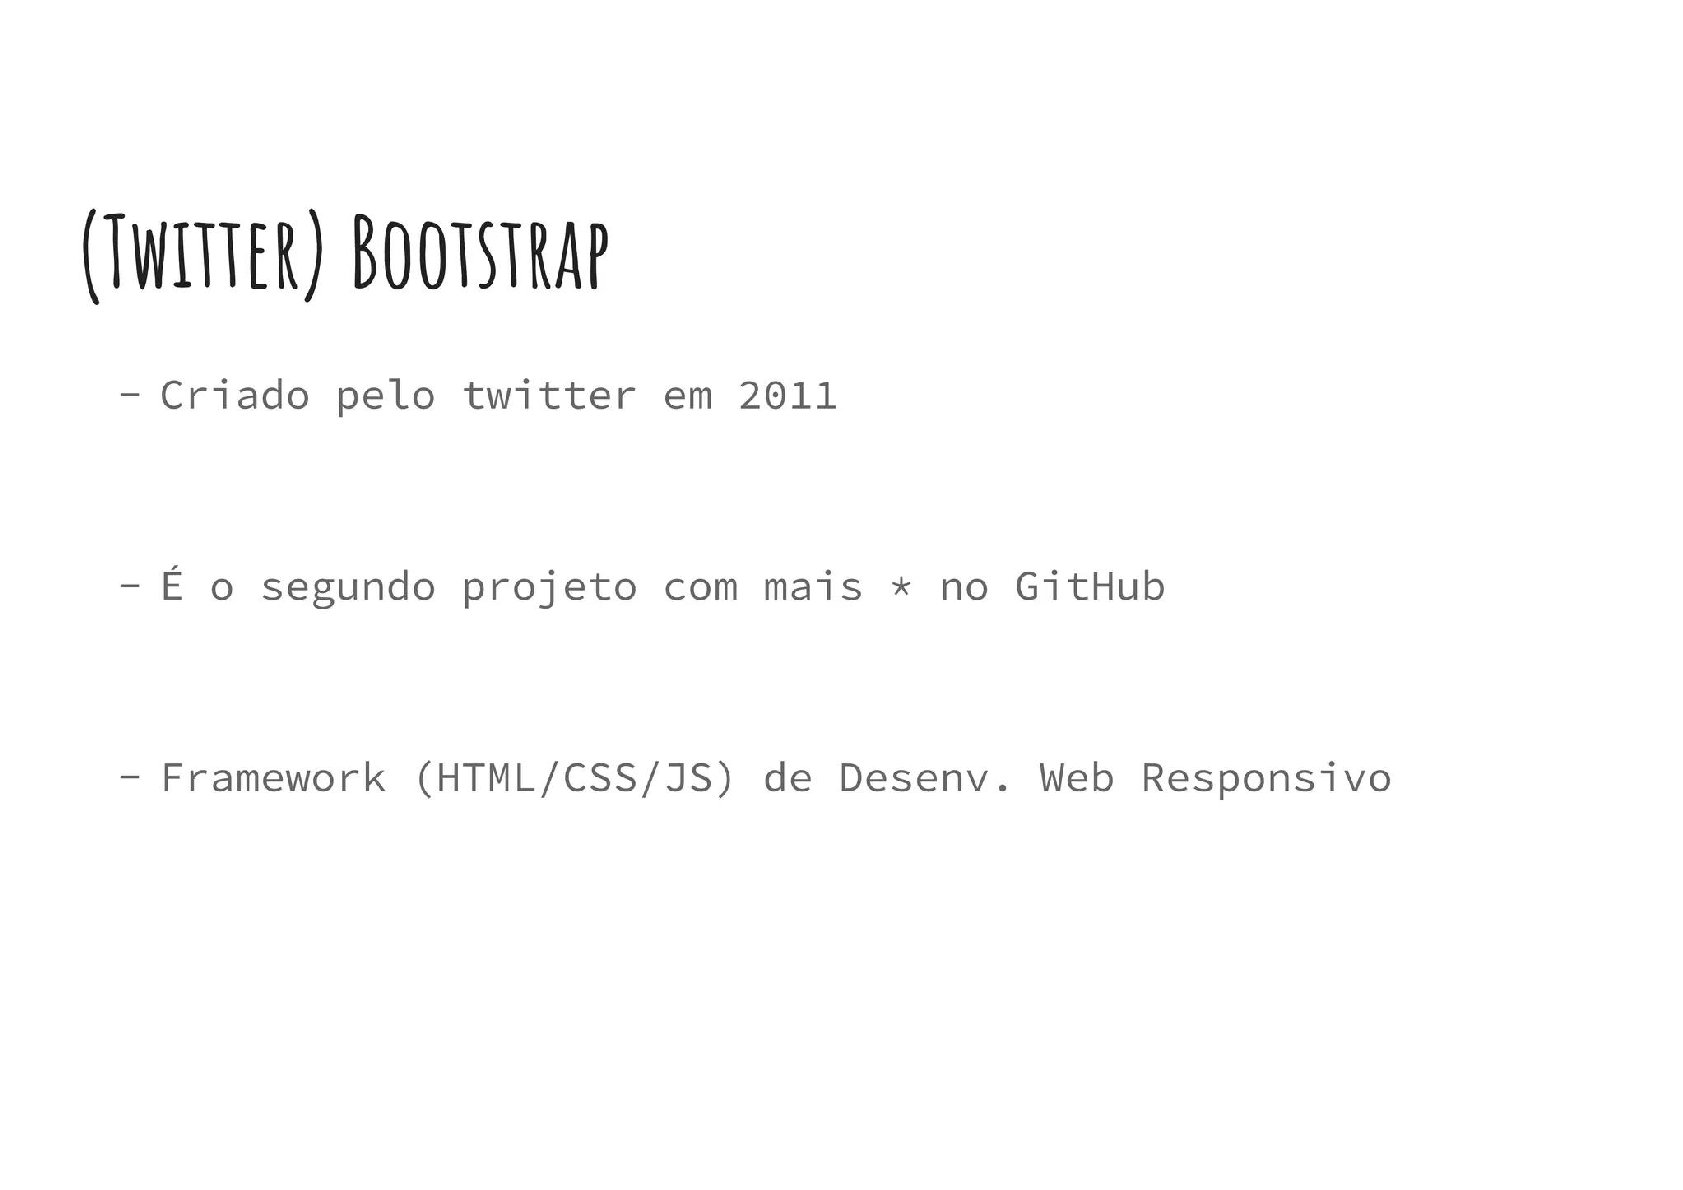 (Twitter) Bootstrap
– Criado pelo twitter em 2011
– É o segundo projeto com mais * no GitHub
– Framework (HTML/CSS/JS) de Desenv. Web Responsivo